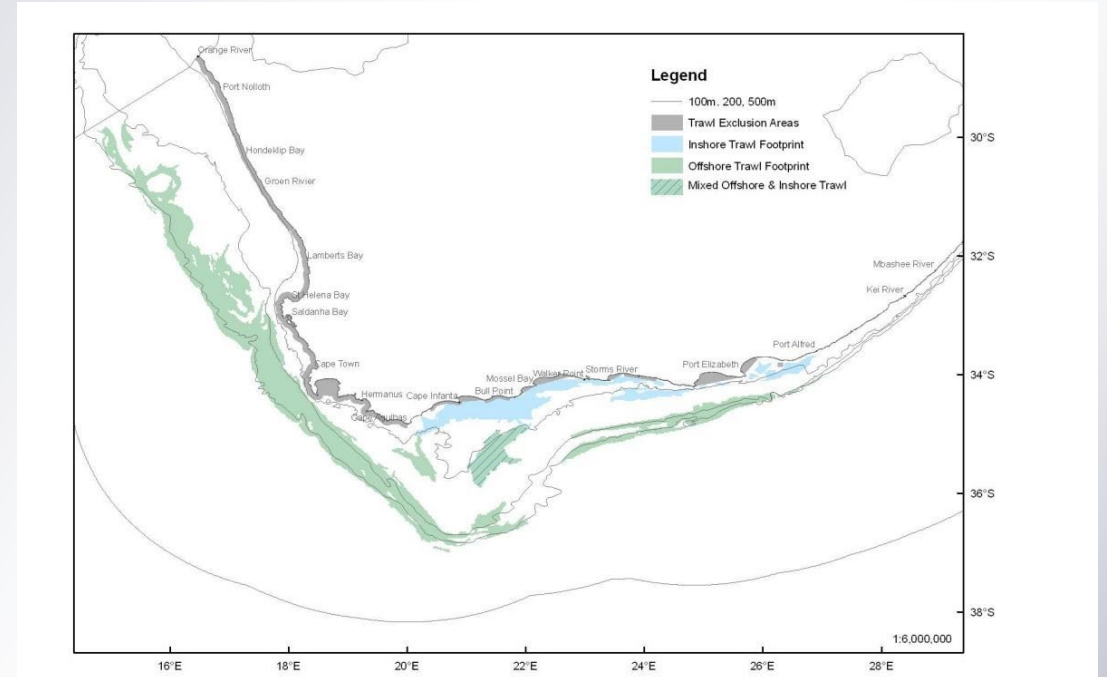 Orange River
Port Nolloth
Hondeklip Bay
Groen Rivier
Lamberts Bay
St Helena Bay
Saldanha Bay
Cape Town
Hermanus
Cape Agulhas
Cape Infanta
Bull Point
Mossel Bay
Walker Point
Storms River
Port Elizabeth
Port Alfred
Kei River
Mbashee River
Legend
100m. 200, 500m
Trawl Exclusion Areas
Inshore Trawl Footprint
Offshore Trawl Footprint
Mixed Offshore & Inshore Trawl
30°S
32°S
34°S
36°S
38°S
1:6,000,000
16°E
18°E
20°E
22°E
24°E
26°E
28°E